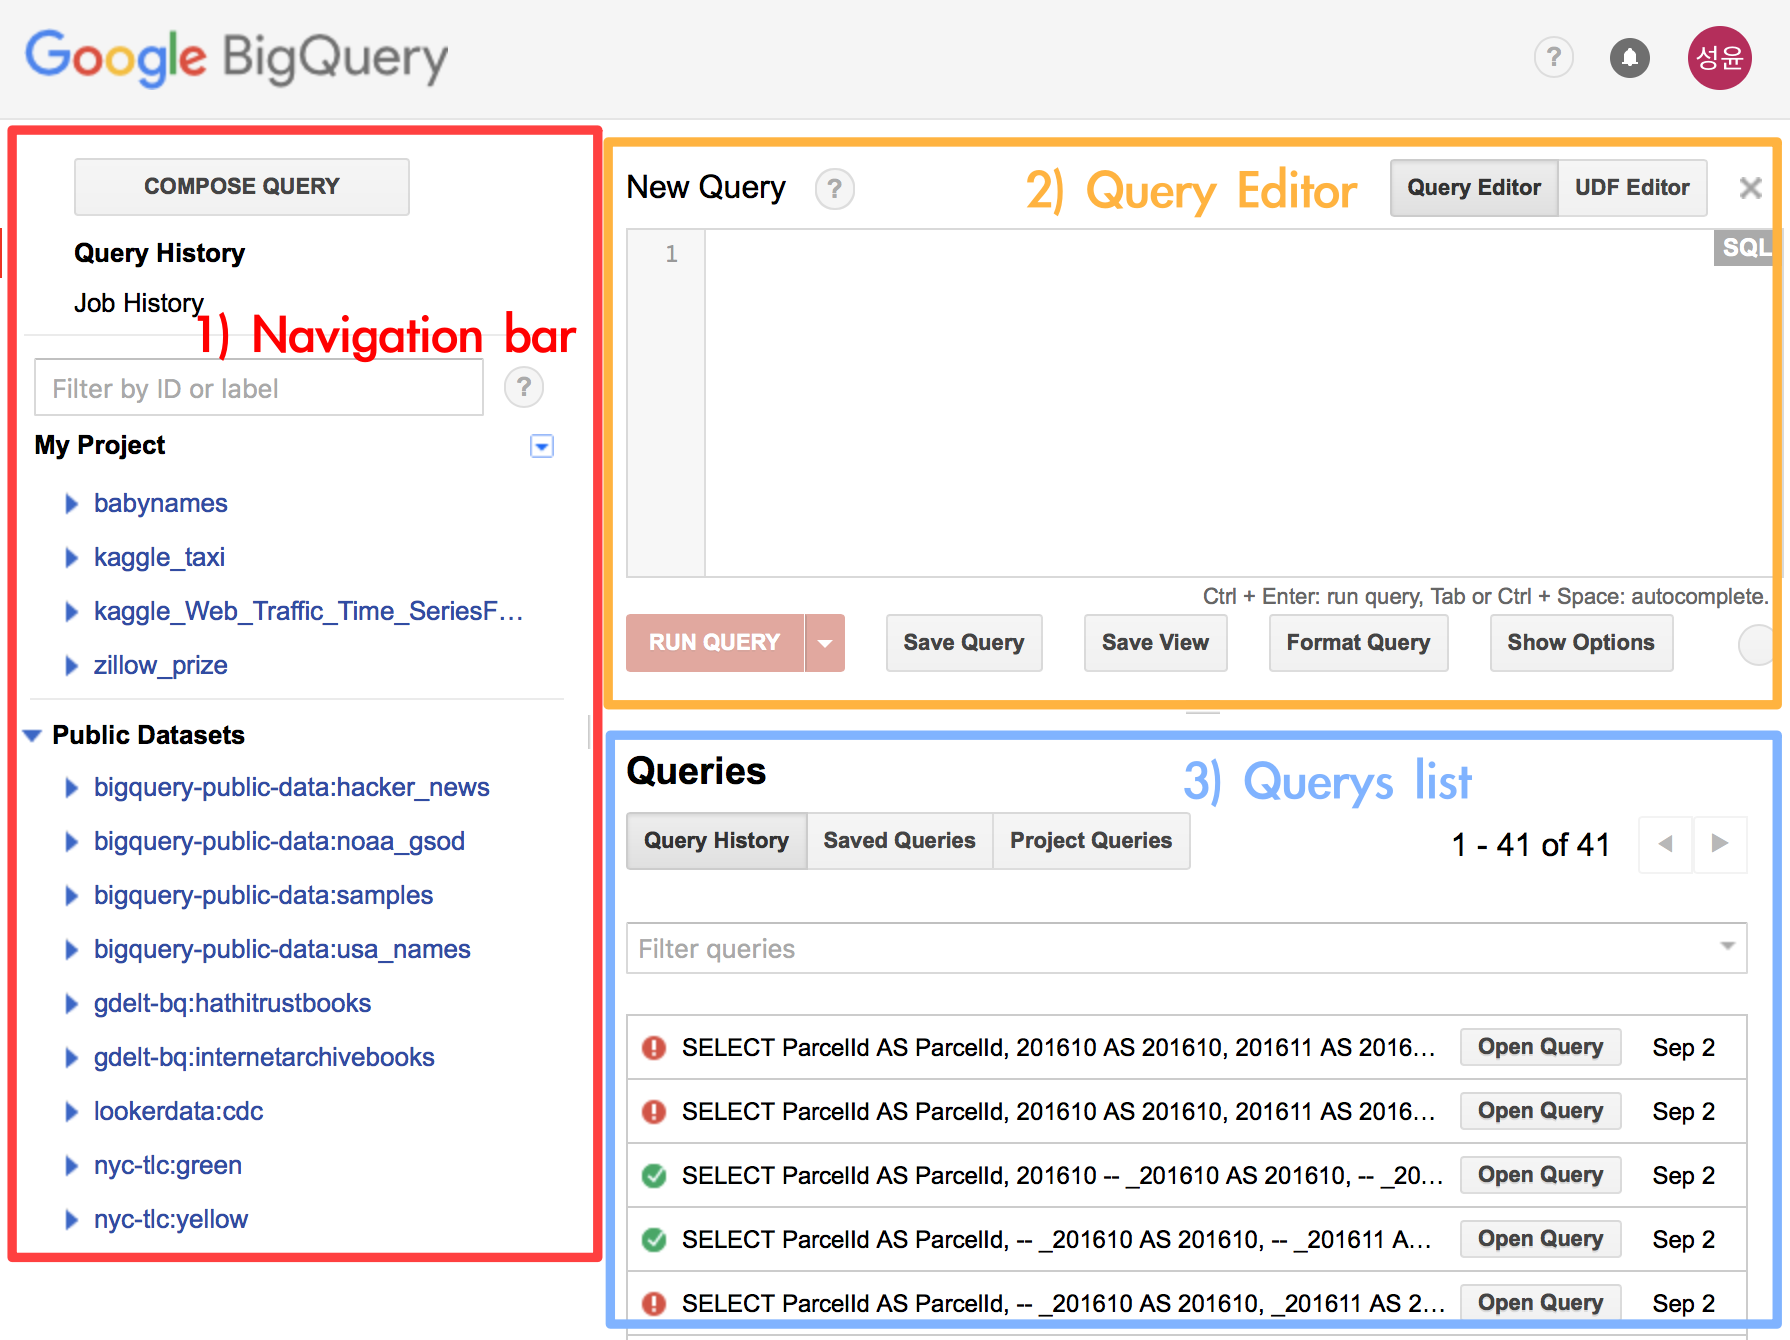 Google BigQuery
?
성윤
COMPOSE QUERY
Query History
Job History
1) Navigation bar
Filter by ID or label
?
My Project
babynames
kaggle_taxi
kaggle_Web_Traffic_Time_SeriesF...
zillow_prize
Public Datasets
bigquery-public-data:hacker_news
bigquery-public-data:noaa_gsod
bigquery-public-data:samples
bigquery-public-data:usa_names
gdelt-bq:hathitrustbooks
gdelt-bq:internetarchivebooks
lookerdata:cdc
nyc-tlc:green
nyc-tlc:yellow
New Query ?
2) Query Editor
Query Editor UDF Editor
1
SQL
Ctrl + Enter: run query, Tab or Ctrl + Space: autocomplete.
RUN QUERY Save Query Save View Format Query Show Options
Queries
3) Querys list
Query History Saved Queries Project Queries
1 - 41 of 41
Filter queries
SELECT ParcelId AS ParcelId, 201610 AS 201610, 201611 AS 2016... Open Query Sep 2
SELECT ParcelId AS ParcelId, 201610 AS 201610, 201611 AS 2016... Open Query Sep 2
SELECT ParcelId AS ParcelId, 201610 -- _201610 AS 201610, -- _20... Open Query Sep 2
SELECT ParcelId AS ParcelId, -- _201610 AS 201610, -- _201611 A... Open Query Sep 2
SELECT ParcelId AS ParcelId, -- _201610 AS 201610, _201611 AS 2... Open Query Sep 2